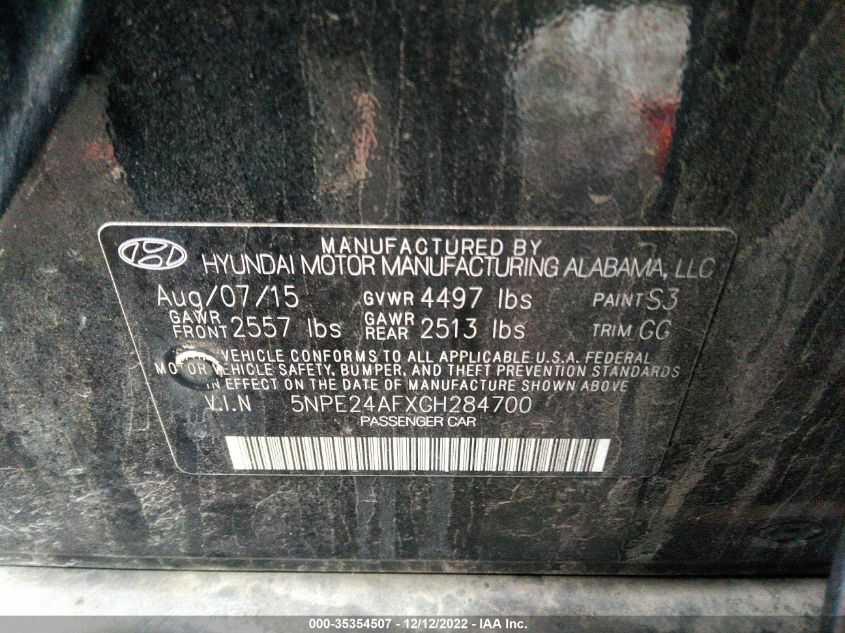 MANUFACTURED BY
HYUNDAI MOTOR MANUFACTURING ALABAMA, LLC
Aug/07/15 GVWR 4497 lbs PAINT S3
GAWR FRONT 2557 lbs GAWR REAR 2513 lbs TRIM GG
VEHICLE CONFORMS TO ALL APPLICABLE U.S.A. FEDERAL
MOTOR VEHICLE SAFETY, BUMPER, AND THEFT PREVENTION STANDARDS
IN EFFECT ON THE DATE OF MANUFACTURE SHOWN ABOVE
V.I.N 5NPE24AFXGH284700
PASSENGER CAR
000-35354507 - 12/12/2022 - IAA Inc.